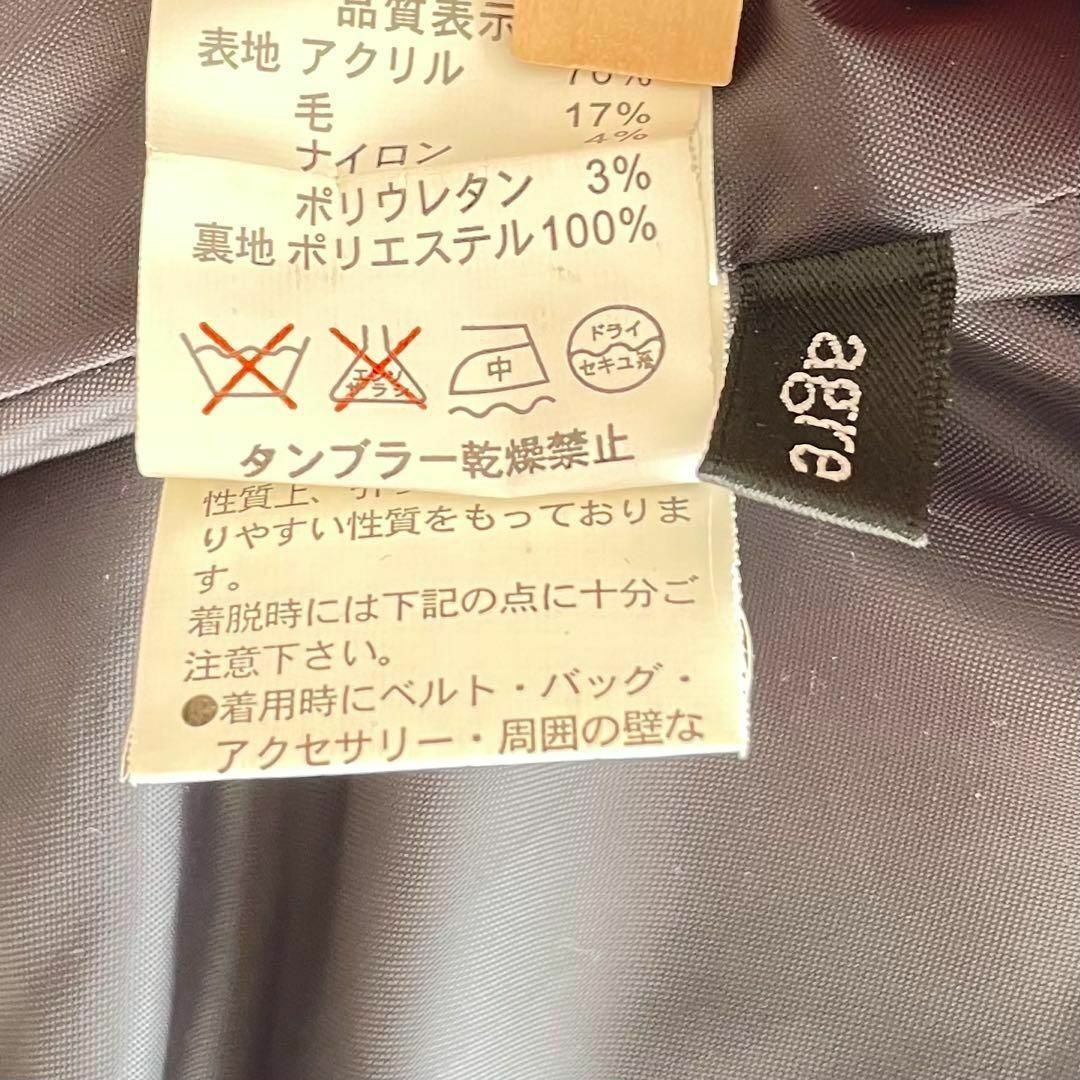 品質表示
表地 アクリル 76%
毛 17%
ナイロン 4%
ポリウレタン 3%
裏地 ポリエステル 100%
中
ドライ
セキユ系
タンブラー乾燥禁止
性質上、引っ
りやすい性質をもっておりま
す。
着脱時には下記の点に十分ご
注意下さい。
●着用時にベルト・バッグ・
アクセサリー・周囲の壁な
agre